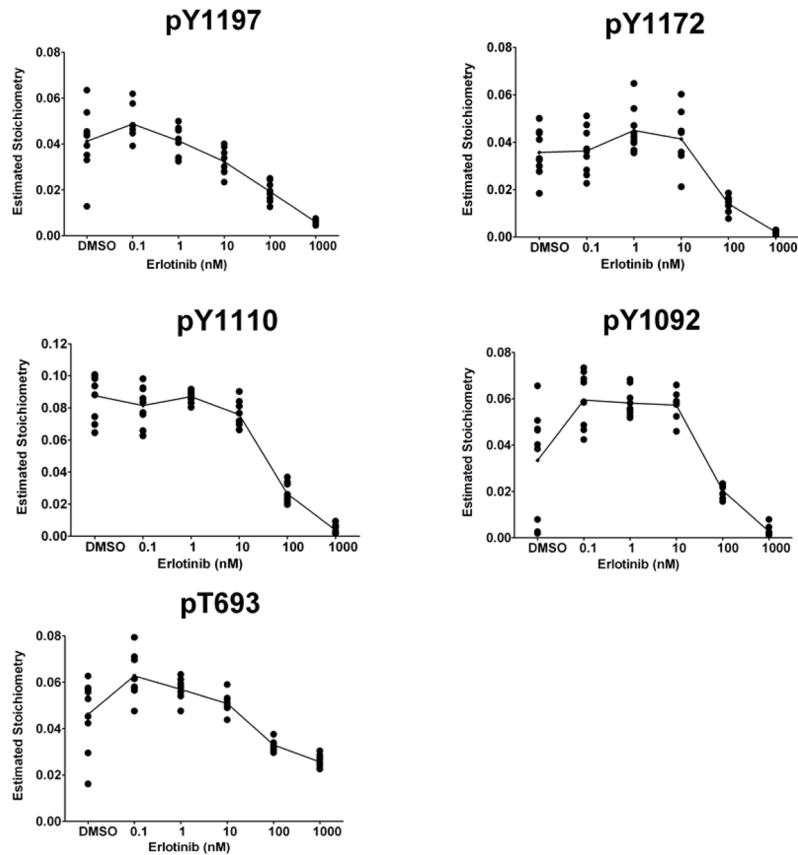 pY1197
0.08
0.06
0.04
0.02
0.00
Estimated Stoichiometry
DMSO 0.1 1 10 100 1000
Erlotinib (nM)
pY1172
0.08
0.06
0.04
0.02
0.00
Estimated Stoichiometry
DMSO 0.1 1 10 100 1000
Erlotinib (nM)
pY1110
0.12
0.10
0.08
0.06
0.04
0.02
0.00
Estimated Stoichiometry
DMSO 0.1 1 10 100 1000
Erlotinib (nM)
pY1092
0.08
0.06
0.04
0.02
0.00
Estimated Stoichiometry
DMSO 0.1 1 10 100 1000
Erlotinib (nM)
pT693
0.08
0.06
0.04
0.02
0.00
Estimated Stoichiometry
DMSO 0.1 1 10 100 1000
Erlotinib (nM)